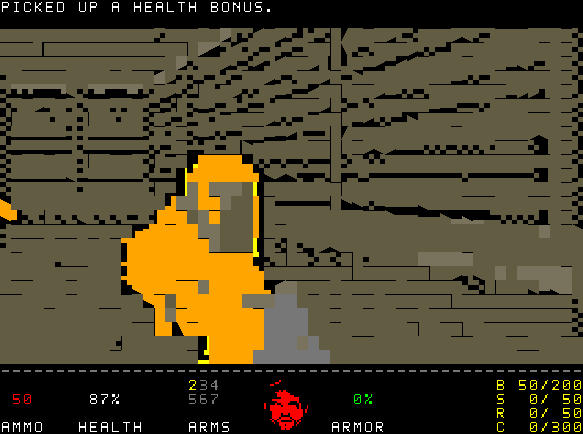 PICKED UP A HEALTH BONUS.
234 B 50/200
50 87% 567 0% S 0/ 50
R 0/ 50
AMMO HEALTH ARMS ARMOR C 0/300